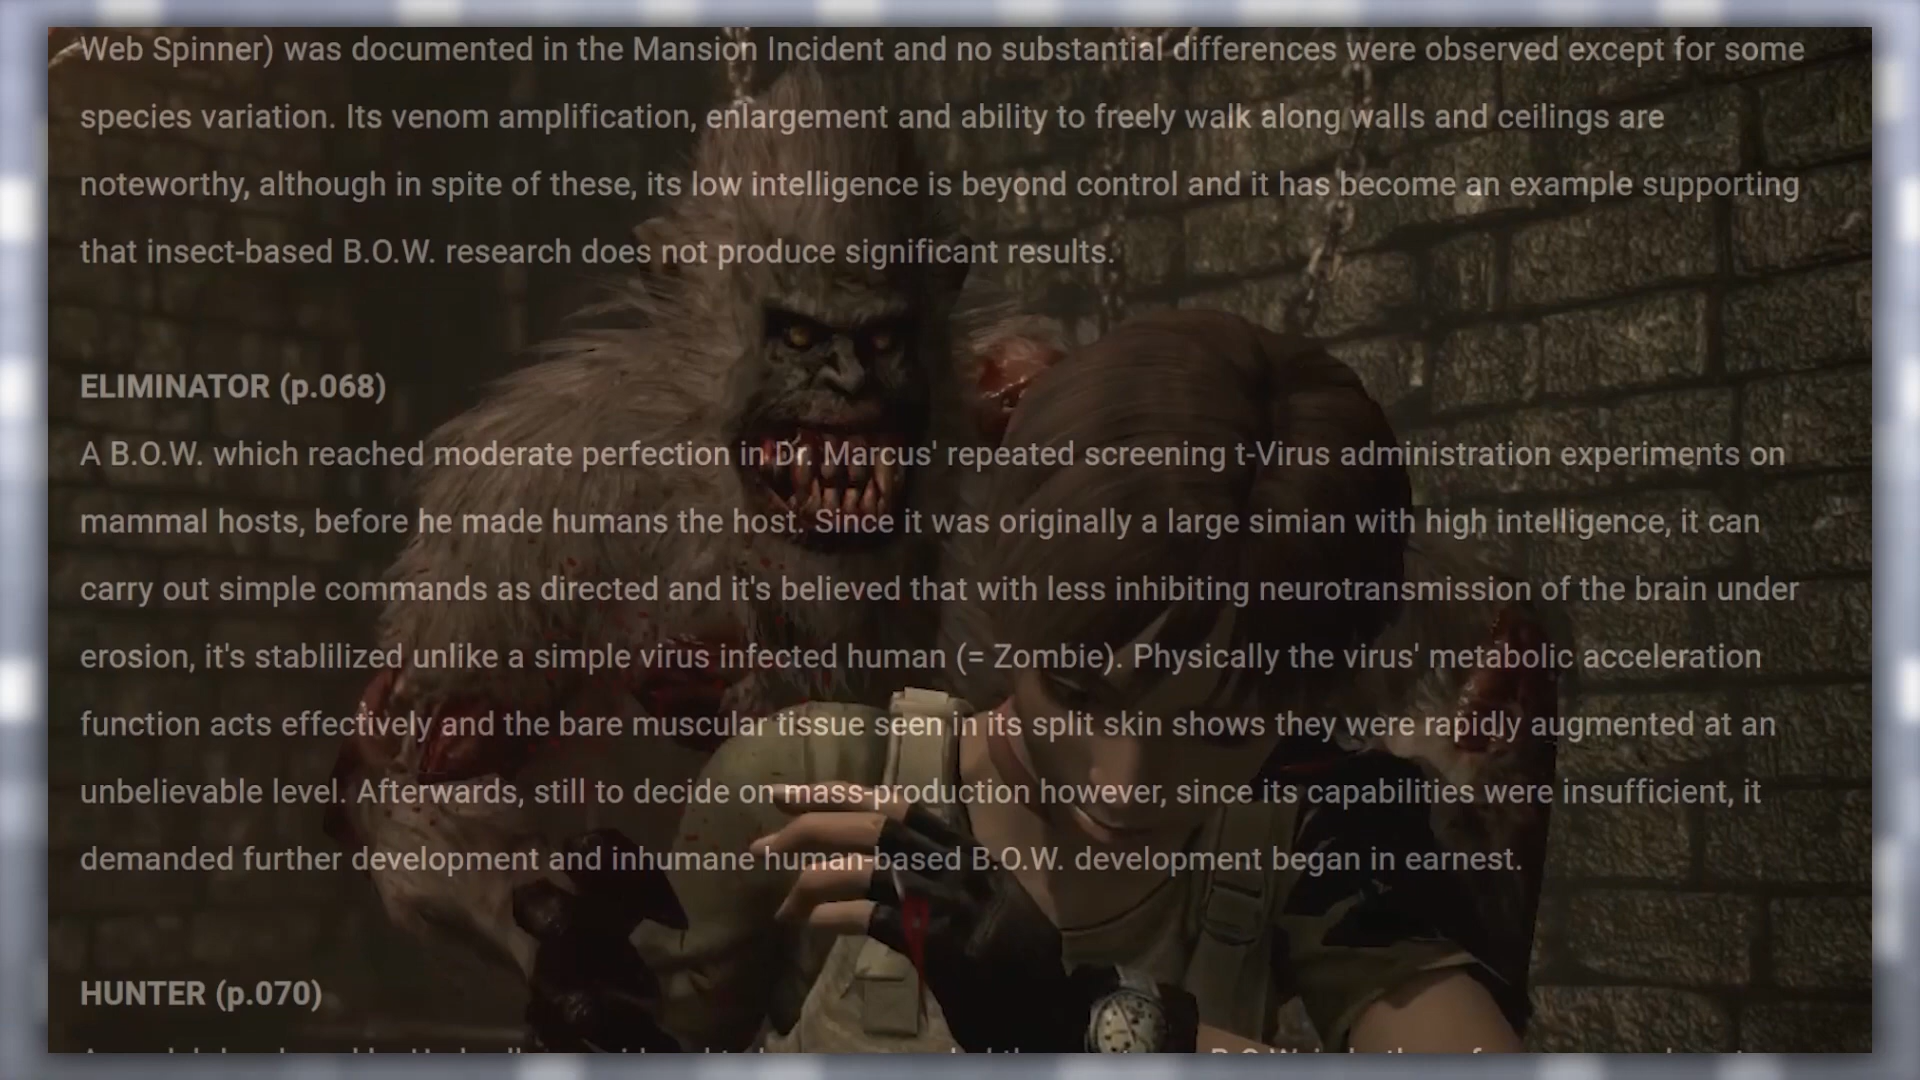 Web Spinner) was documented in the Mansion Incident and no substantial differences were observed except for some
species variation. Its venom amplification, enlargement and ability to freely walk along walls and ceilings are
noteworthy, although in spite of these, its low intelligence is beyond control and it has become an example supporting
that insect-based B.O.W. research does not produce significant results.
ELIMINATOR (p.068)
A B.O.W. which reached moderate perfection in Dr. Marcus' repeated screening t-Virus administration experiments on
mammal hosts, before he made humans the host. Since it was originally a large simian with high intelligence, it can
carry out simple commands as directed and it's believed that with less inhibiting neurotransmission of the brain under
erosion, it's stablilized unlike a simple virus infected human (= Zombie). Physically the virus' metabolic acceleration
function acts effectively and the bare muscular tissue seen in its split skin shows they were rapidly augmented at an
unbelievable level. Afterwards, still to decide on mass-production however, since its capabilities were insufficient, it
demanded further development and inhumane human-based B.O.W. development began in earnest.
HUNTER (p.070)